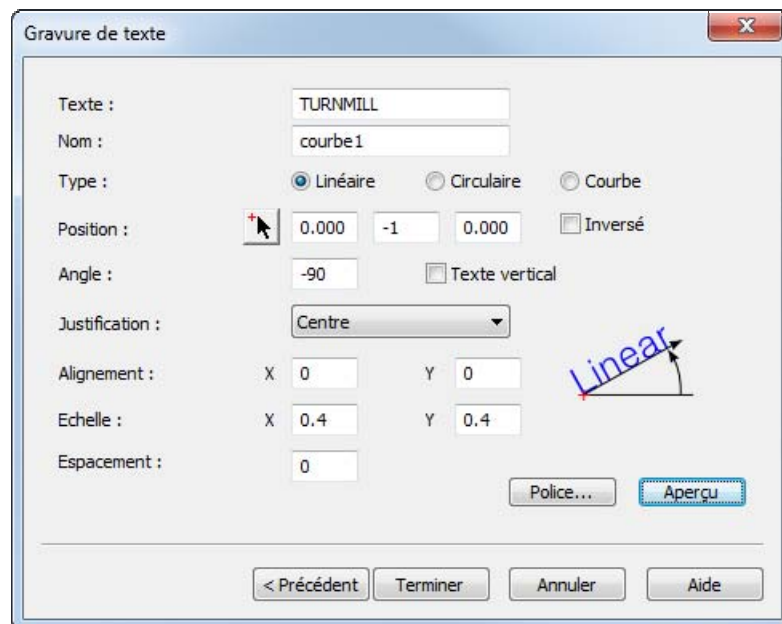 Gravure de texte
Texte : TURNMILL
Nom : courbe1
Type : Linéaire Circulaire Courbe
Position : 0.000 -1 0.000 Inversé
Angle : -90 Texte vertical
Justification : Centre
Linear
Alignement : X 0 Y 0
Echelle : X 0.4 Y 0.4
Espacement : 0
Police... Aperçu
< Précédent Terminer Annuler Aide